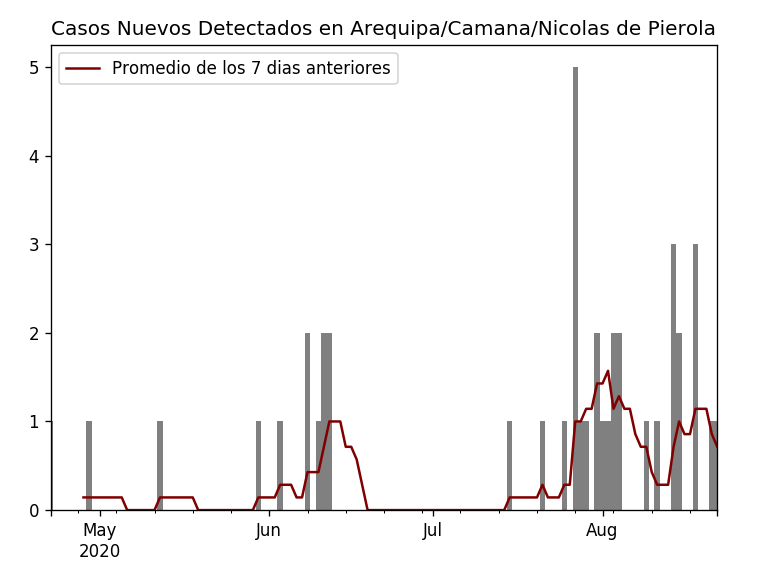 Casos Nuevos Detectados en Arequipa/Camana/Nicolas de Pierola
Promedio de los 7 dias anteriores
5
4
3
2
1
0
May Jun Jul Aug
2020